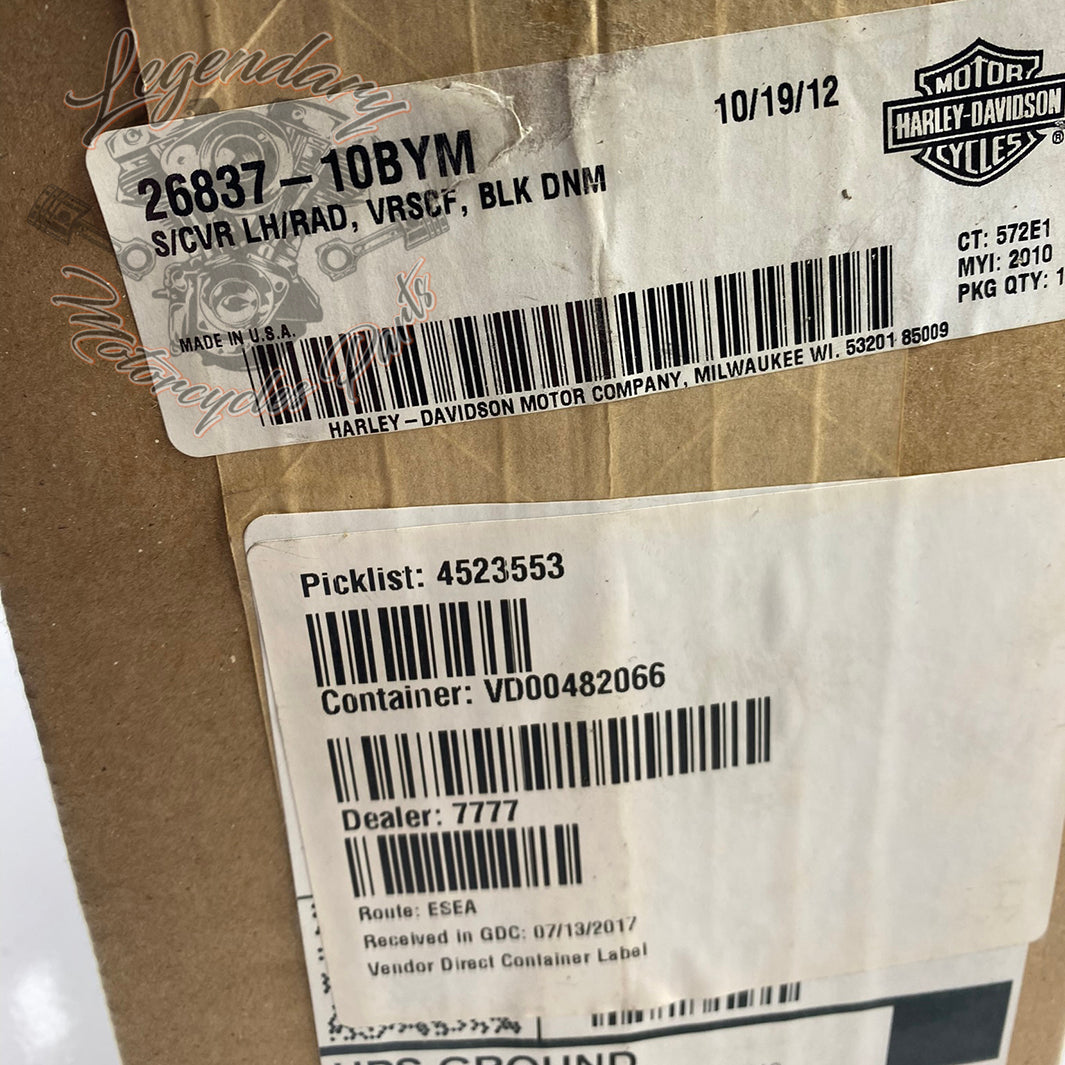 Legendary
Motorcycles Parts
10/19/12
MOTOR
HARLEY-DAVIDSON
CYCLES
®
26837-10BYM
S/CVR LH/RAD, VRSCF, BLK DNM
CT: 572E1
MYI: 2010
PKG QTY: 1
MADE IN U.S.A.
HARLEY-DAVIDSON MOTOR COMPANY, MILWAUKEE WI. 53201 85009
Picklist: 4523553
Container: VD00482066
Dealer: 7777
Route: ESEA
Received in GDC: 07/13/2017
Vendor Direct Container Label
UPS GROUND